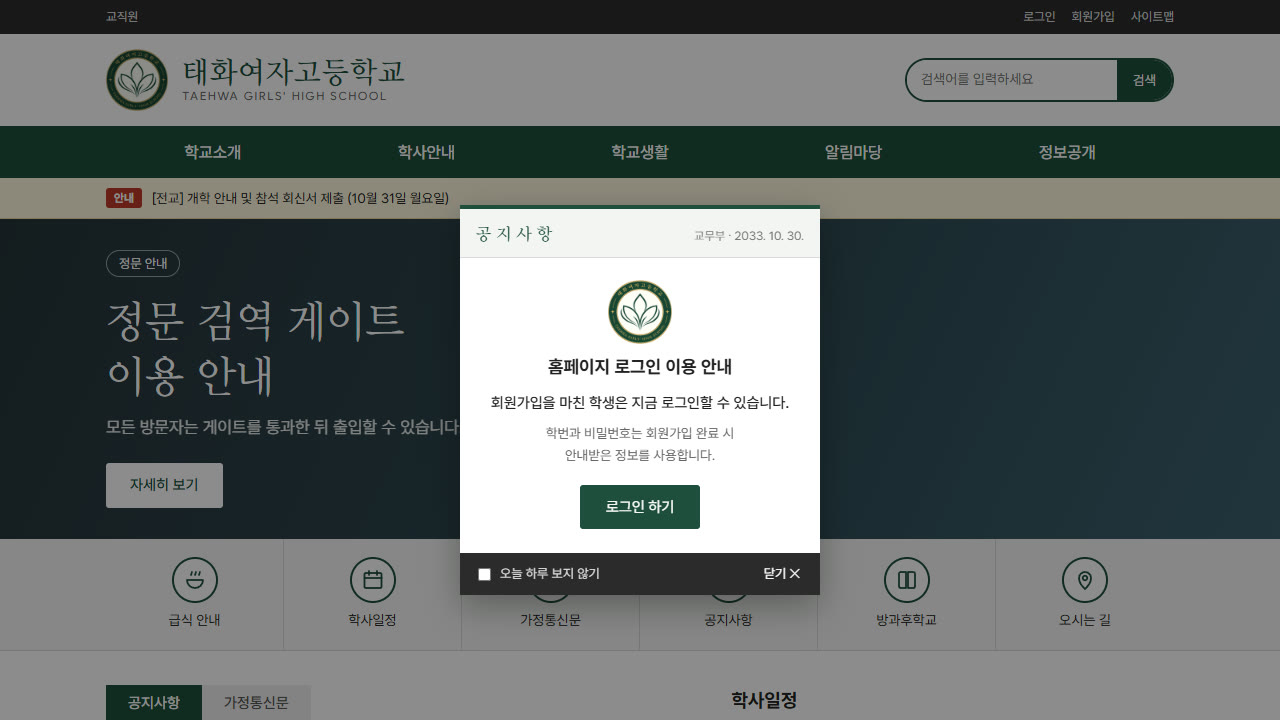 교직원
로그인 회원가입 사이트맵
태화여자고등학교
TAEHWA GIRLS' HIGH SCHOOL
검색어를 입력하세요
검색
학교소개 학사안내 학교생활 알림마당 정보공개
안내 [전교] 개학 안내 및 참석 회신서 제출 (10월 31일 월요일)
정문 안내
정문 검역 게이트
이용 안내
모든 방문자는 게이트를 통과한 뒤 출입할 수 있습니다
자세히 보기
공지사항
교무부 · 2033. 10. 30.
홈페이지 로그인 이용 안내
회원가입을 마친 학생은 지금 로그인할 수 있습니다.
학번과 비밀번호는 회원가입 완료 시
안내받은 정보를 사용합니다.
로그인 하기
오늘 하루 보지 않기
닫기 ×
급식 안내 학사일정 가정통신문 공지사항 방과후학교 오시는 길
공지사항 가정통신문
학사일정